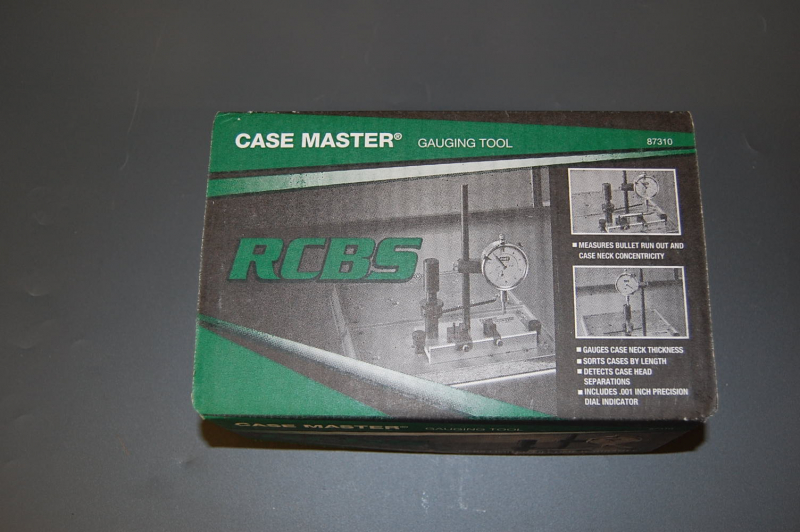 CASE MASTER® GAUGING TOOL 87310
RCBS
■ MEASURES BULLET RUN OUT AND
CASE NECK CONCENTRICITY
■ GAUGES CASE NECK THICKNESS
■ SORTS CASES BY LENGTH
■ DETECTS CASE HEAD
SEPARATIONS
■ INCLUDES .001 INCH PRECISION
DIAL INDICATOR
CASE MASTER® GAUGING TOOL